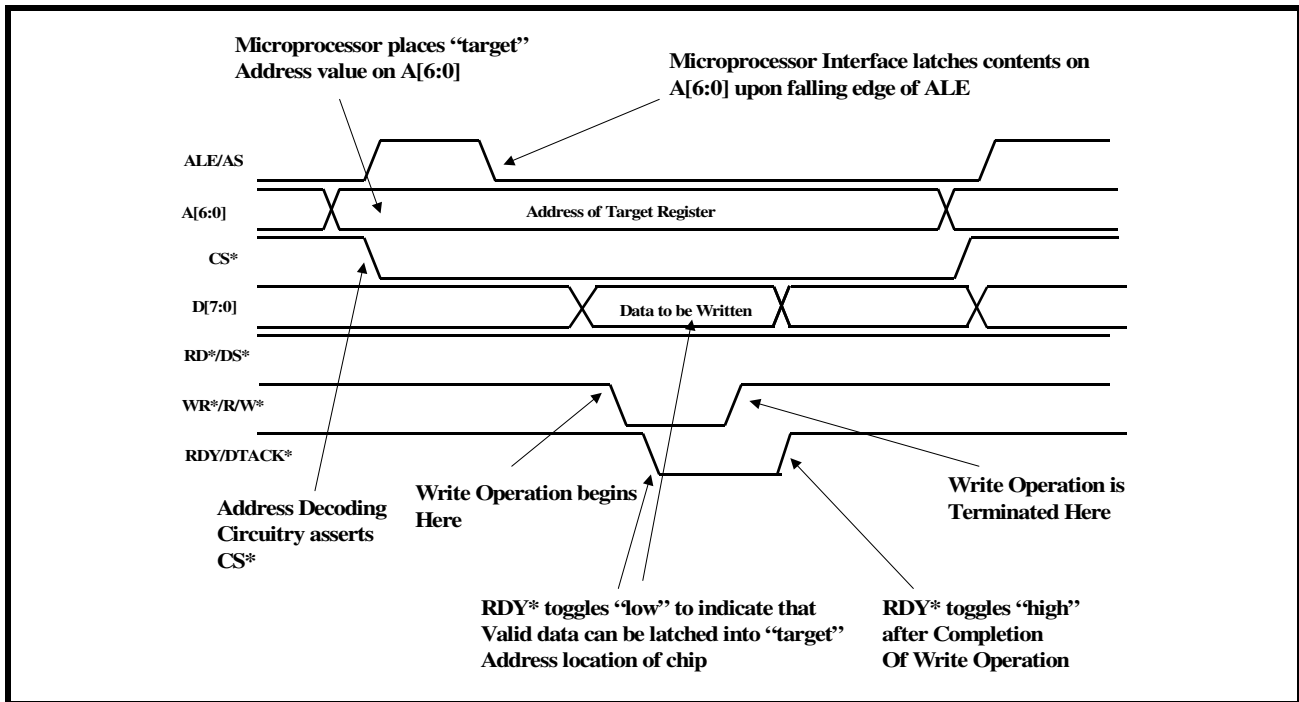 Microprocessor places “target”
Address value on A[6:0]
Microprocessor Interface latches contents on
A[6:0] upon falling edge of ALE
ALE/AS
A[6:0]
Address of Target Register
CS*
D[7:0]
Data to be Written
RD*/DS*
WR*/R/W*
RDY/DTACK*
Address Decoding
Circuitry asserts
CS*
Write Operation begins
Here
Write Operation is
Terminated Here
RDY* toggles “low” to indicate that
Valid data can be latched into “target”
Address location of chip
RDY* toggles “high”
after Completion
Of Write Operation